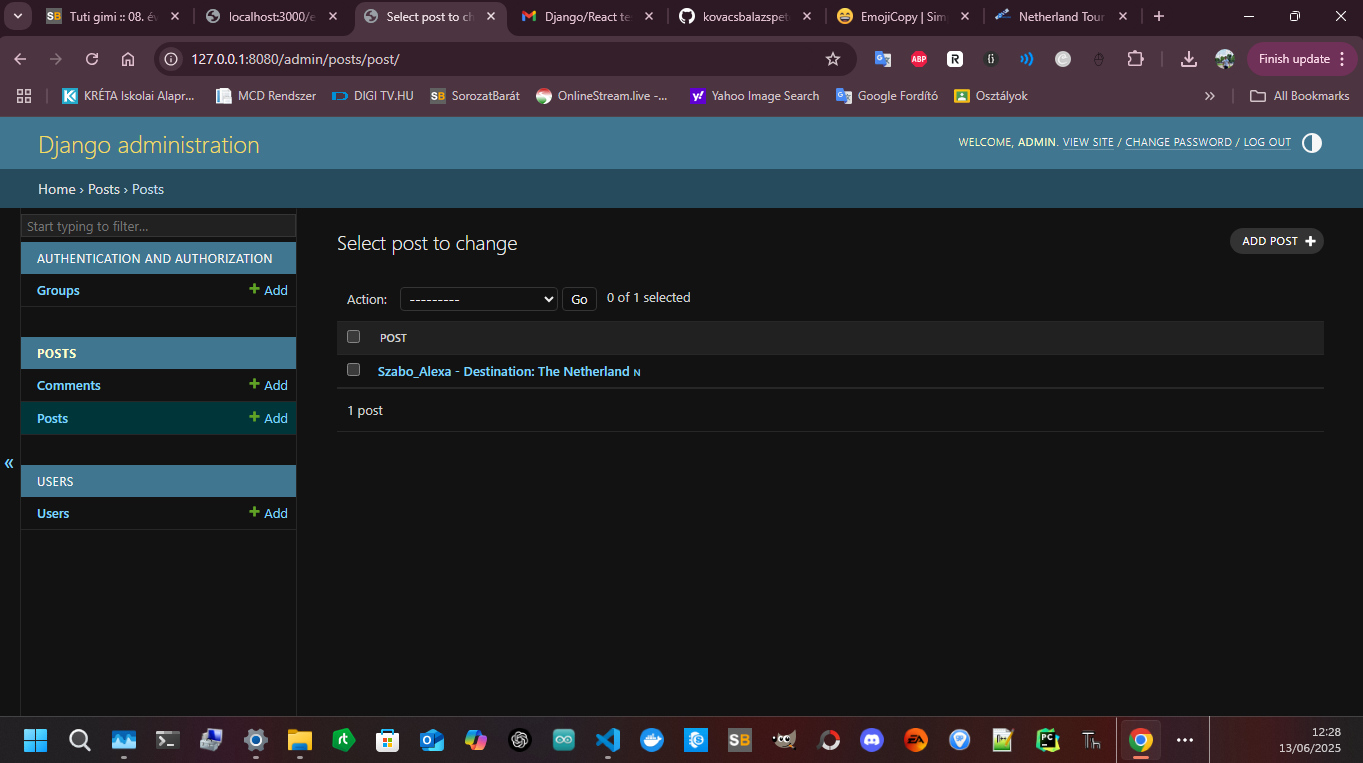 Tuti gimi :: 08. év
localhost:3000/e
Select post to ch
Django/React te
kovacsbalazspet
EmojiCopy | Sim
Netherland Tour
127.0.0.1:8080/admin/posts/post/
Finish update
KRÉTA Iskolai Alapr...
MCD Rendszer
DIGI TV.HU
SB SorozatBarát
OnlineStream.live -...
Yahoo Image Search
Google Fordító
Osztályok
All Bookmarks
Django administration
WELCOME, ADMIN. VIEW SITE / CHANGE PASSWORD / LOG OUT
Home › Posts › Posts
Start typing to filter...
AUTHENTICATION AND AUTHORIZATION
Groups
Add
POSTS
Comments
Add
Posts
Add
USERS
Users
Add
Select post to change
ADD POST
Action: --------- Go 0 of 1 selected
POST
Szabo_Alexa - Destination: The Netherland ɴ
1 post
12:28
13/06/2025